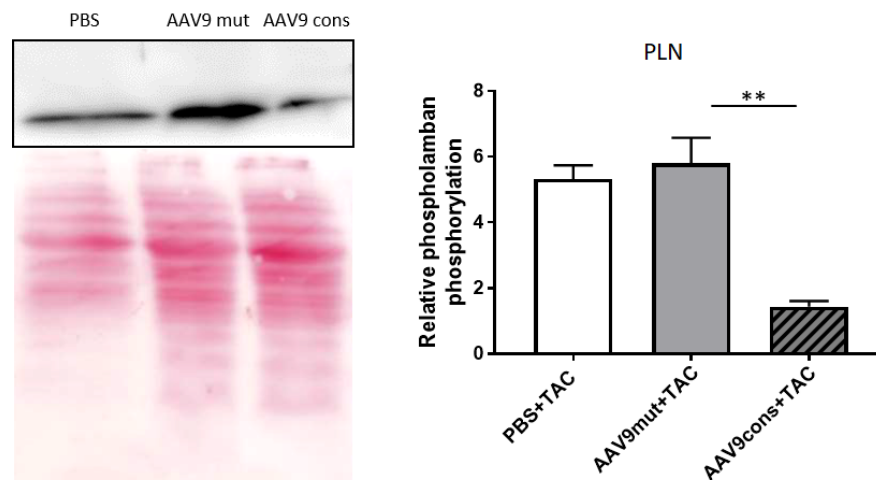 PBS AAV9 mut AAV9 cons
PLN
Relative phospholamban
phosphorylation
8
6
4
2
0
**
PBS+TAC
AAV9mut+TAC
AAV9cons+TAC